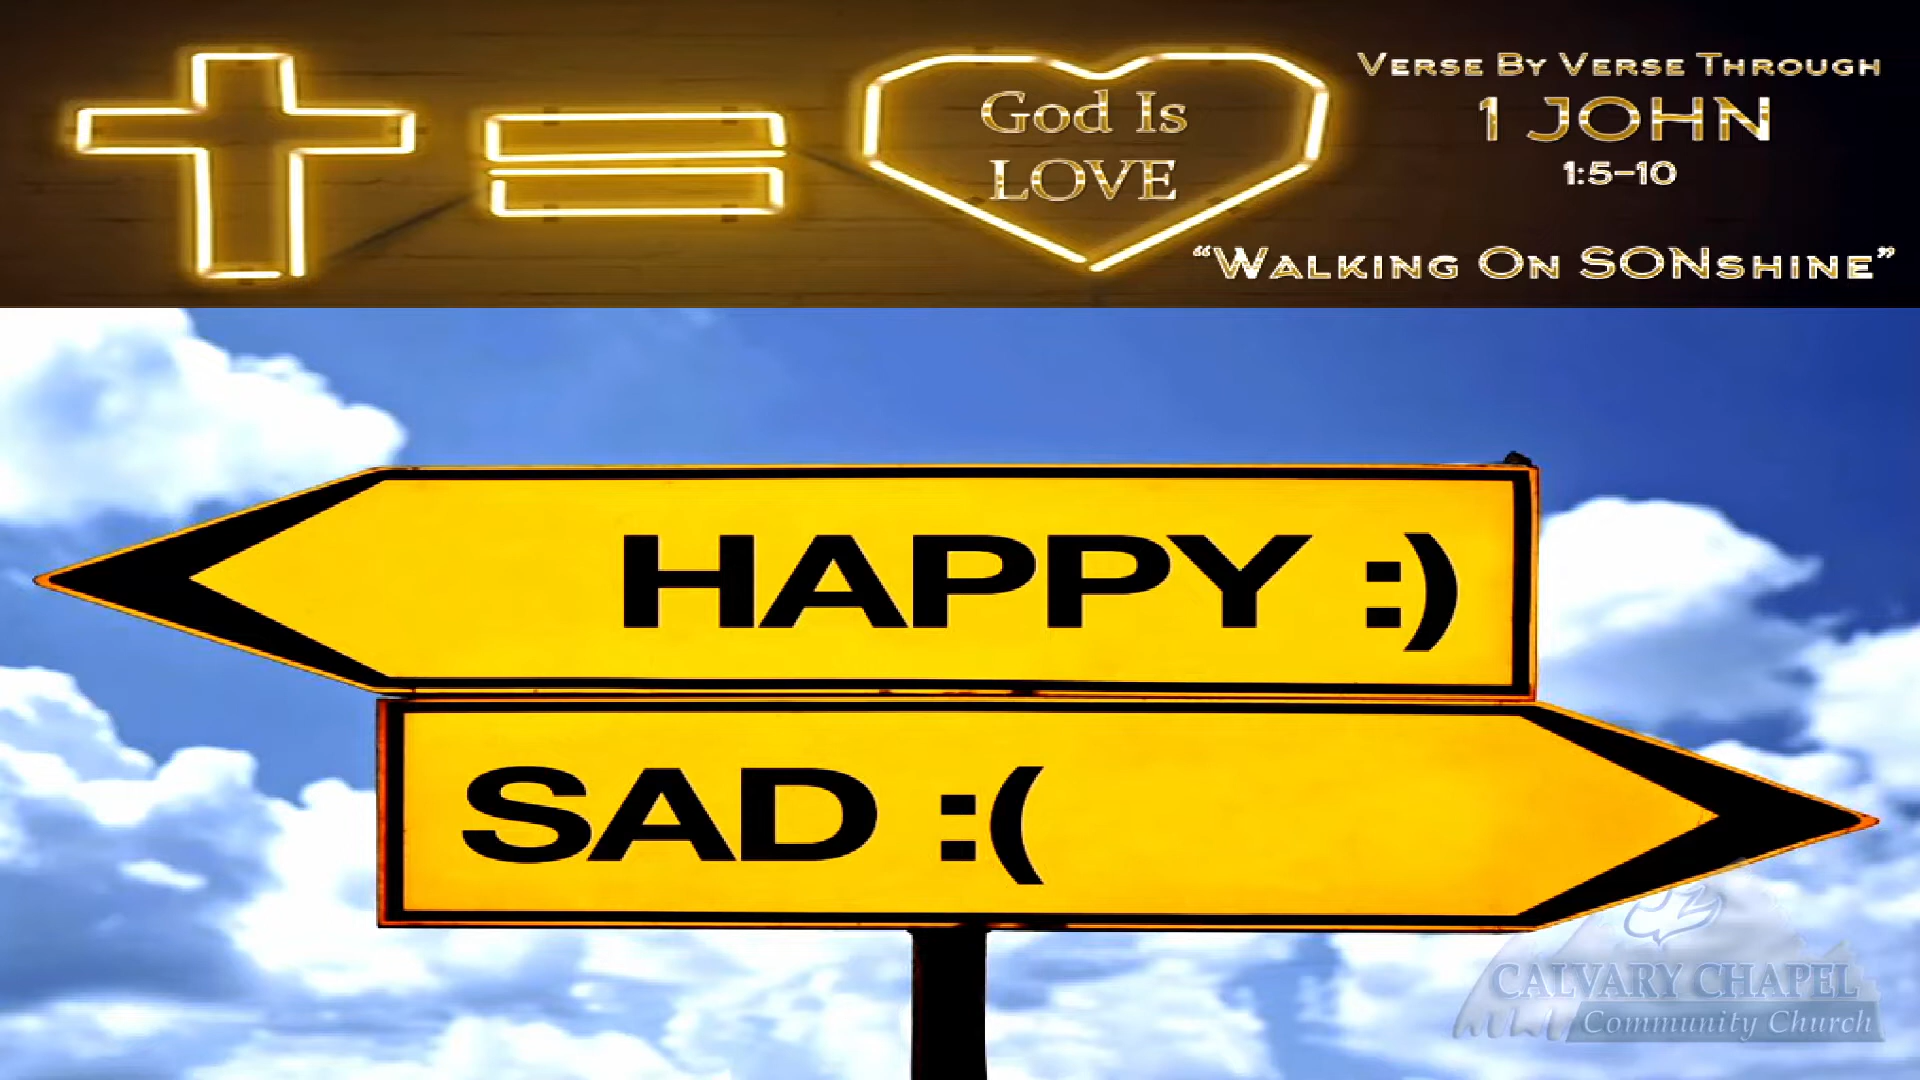 God Is
LOVE
VERSE BY VERSE THROUGH
1 JOHN
1:5-10
“WALKING ON SONSHINE”
HAPPY :)
SAD :(
CALVARY CHAPEL
Community Church